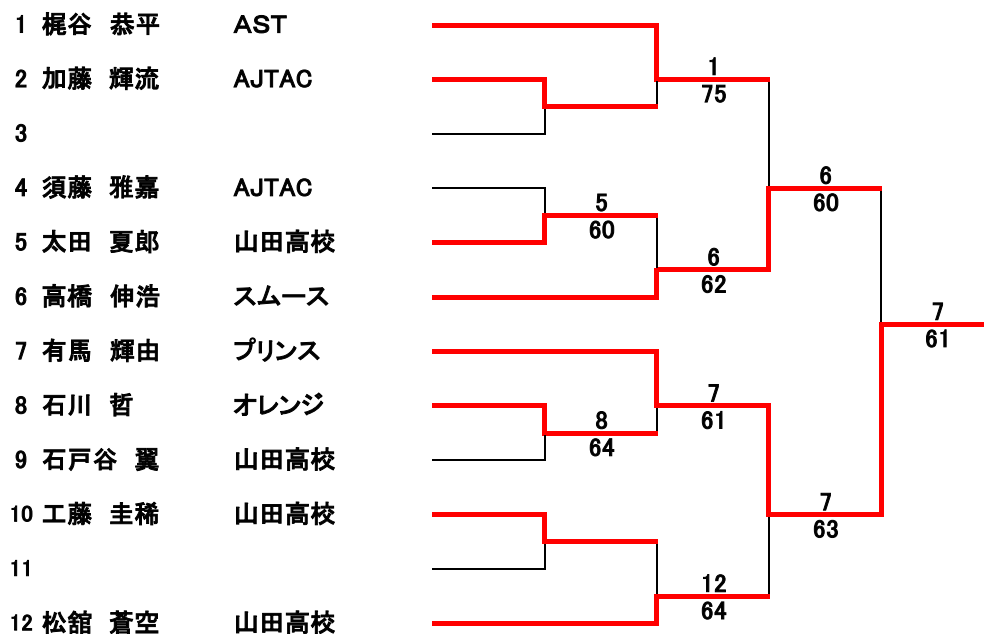 1 梶谷 恭平 AST
1
2 加藤 輝流 AJTAC
75
3
4 須藤 雅嘉 AJTAC
6
5
60
60
5 太田 夏郎 山田高校
6
62
6 高橋 伸浩 スムース
7
61
7 有馬 輝由 プリンス
7
8 石川 哲 オレンジ
61
8
64
9 石戸谷 翼 山田高校
7
10 工藤 圭稀 山田高校
63
11
12
64
12 松舘 蒼空 山田高校